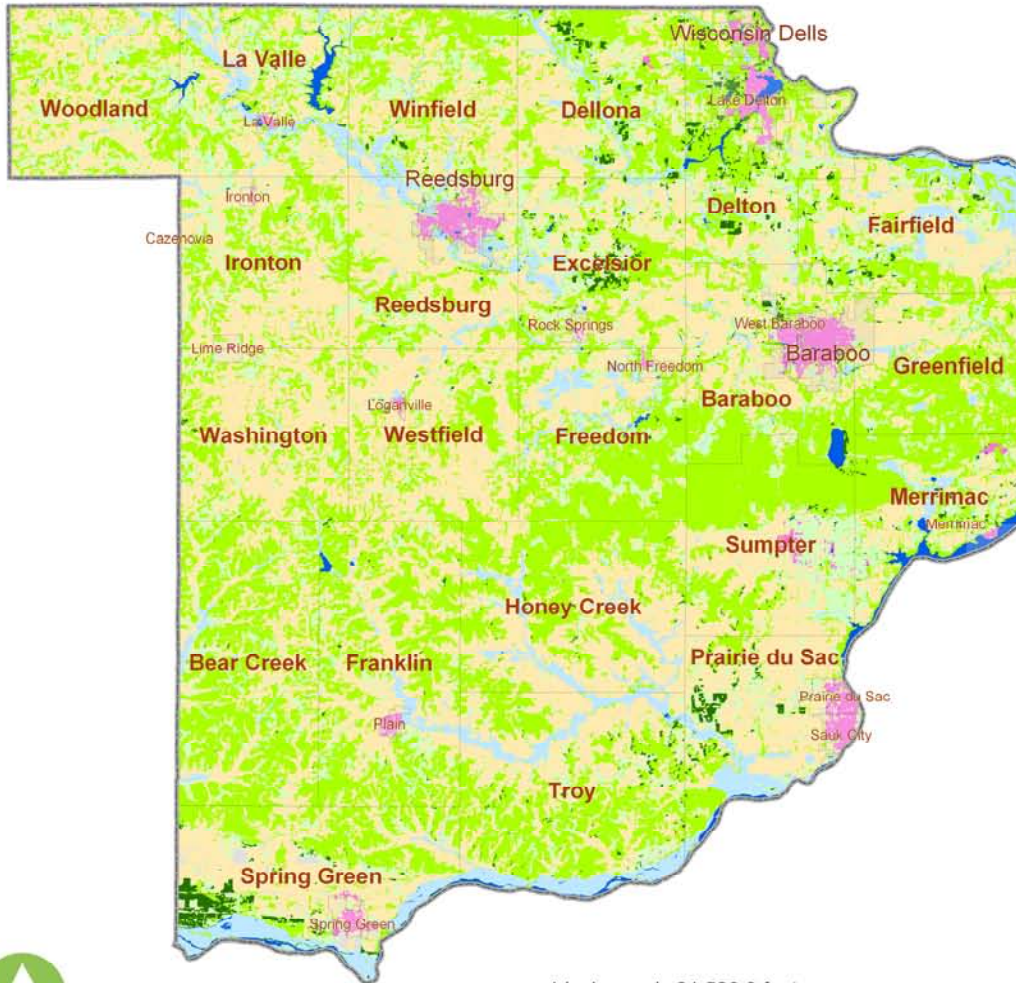 Wisconsin Dells
La Valle
Woodland
Winfield
Dellona
Lake Delton
La Valle
Reedsburg
Ironton
Delton
Fairfield
Cazenovia
Ironton
Excelsior
Reedsburg
Rock Springs
West Baraboo
Lime Ridge
Baraboo
North Freedom
Greenfield
Baraboo
Loganville
Washington
Westfield
Freedom
Merrimac
Merrimac
Sumpter
Honey Creek
Bear Creek
Franklin
Prairie du Sac
Prairie du Sac
Plain
Sauk City
Troy
Spring Green
Spring Green